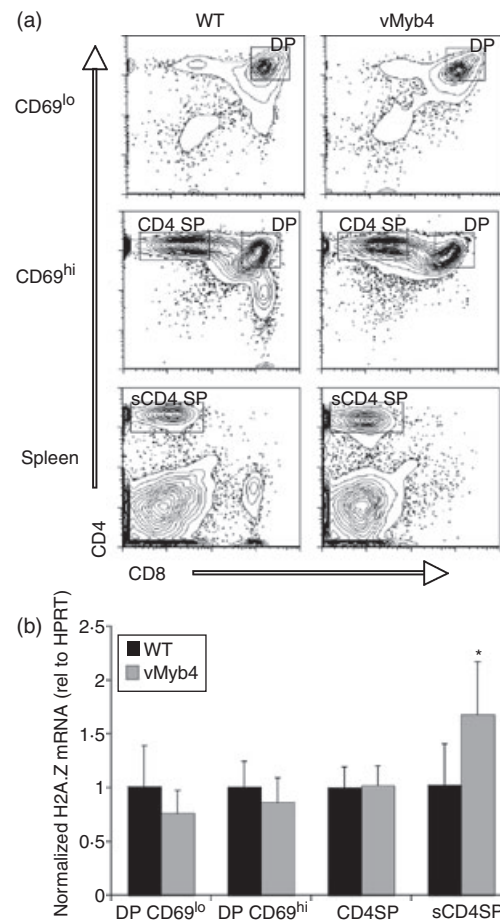 (a)
WT vMyb4
DP DP
CD69lo
CD4 SP DP CD4 SP DP
CD69hi
sCD4 SP sCD4 SP
Spleen
CD4
CD8
(b)
Normalized H2A.Z mRNA (rel to HPRT)
2·5
2
1·5
1
0·5
0
WT
vMyb4
*
DP CD69lo DP CD69hi CD4SP sCD4SP